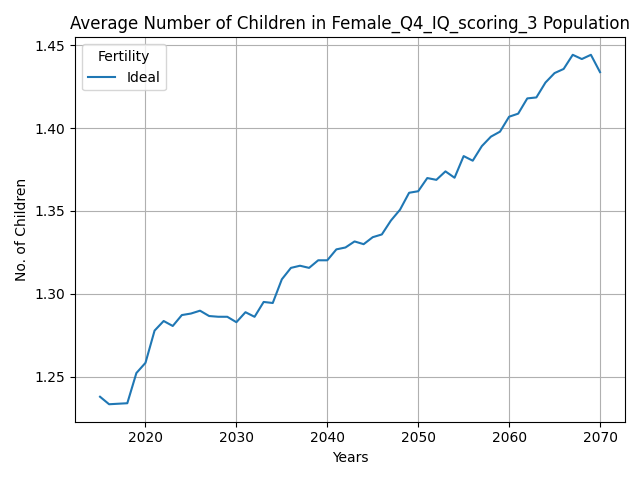 Average Number of Children in Female_Q4_IQ_scoring_3 Population
Fertility
Ideal
No. of Children
1.45
1.40
1.35
1.30
1.25
2020 2030 2040 2050 2060 2070
Years